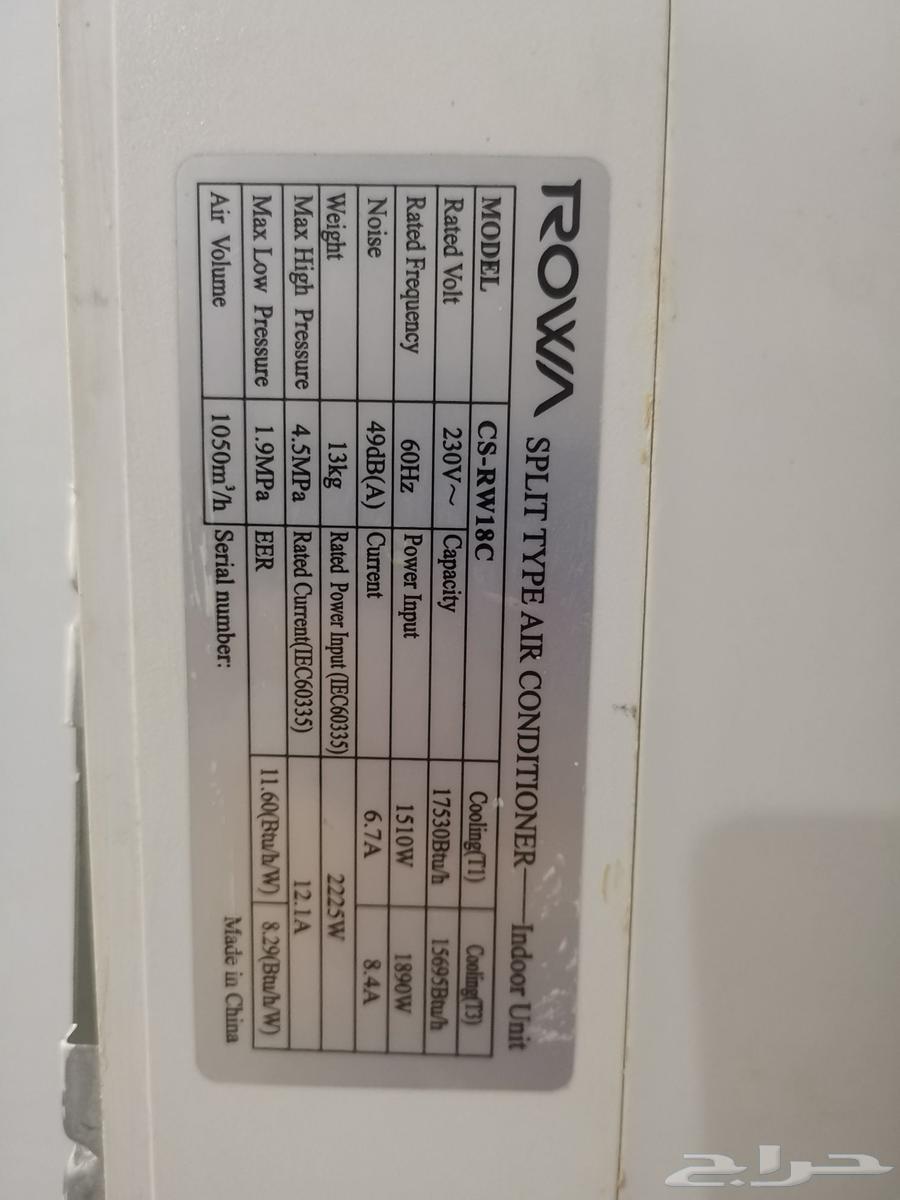 ROWA SPLIT TYPE AIR CONDITIONER——Indoor Unit
MODEL CS-RW18C Cooling(T1) Cooling(T3)
Rated Volt 230V~ Capacity 17530Btu/h 15695Btu/h
Rated Frequency 60Hz Power Input 1510W 1890W
Noise 49dB(A) Current 6.7A 8.4A
Weight 13kg Rated Power Input (IEC60335) 2225W
Max High Pressure 4.5MPa Rated Current(IEC60335) 12.1A
Max Low Pressure 1.9MPa EER 11.60(Btu/h/W) 8.29(Btu/h/W)
Air Volume 1050m³/h Serial number: Made in China
حراج